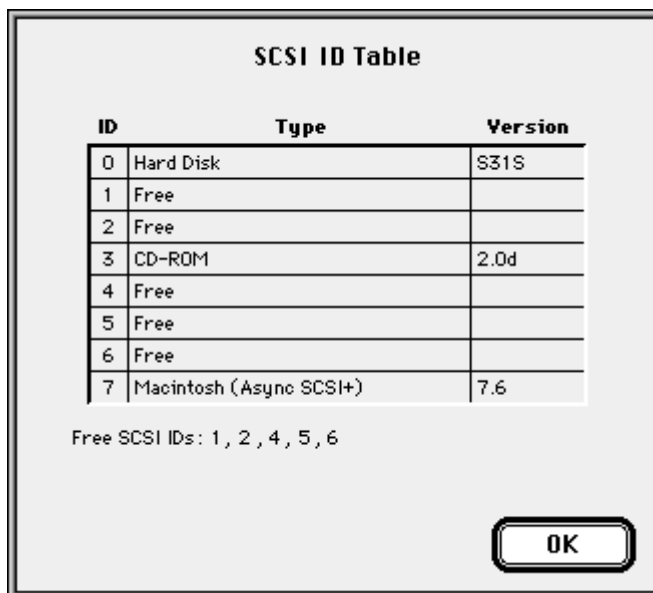 SCSI ID Table
ID Type Version
0 Hard Disk S31S
1 Free
2 Free
3 CD-ROM 2.0d
4 Free
5 Free
6 Free
7 Macintosh (Async SCSI+) 7.6
Free SCSI IDs: 1, 2 ,4, 5, 6
OK